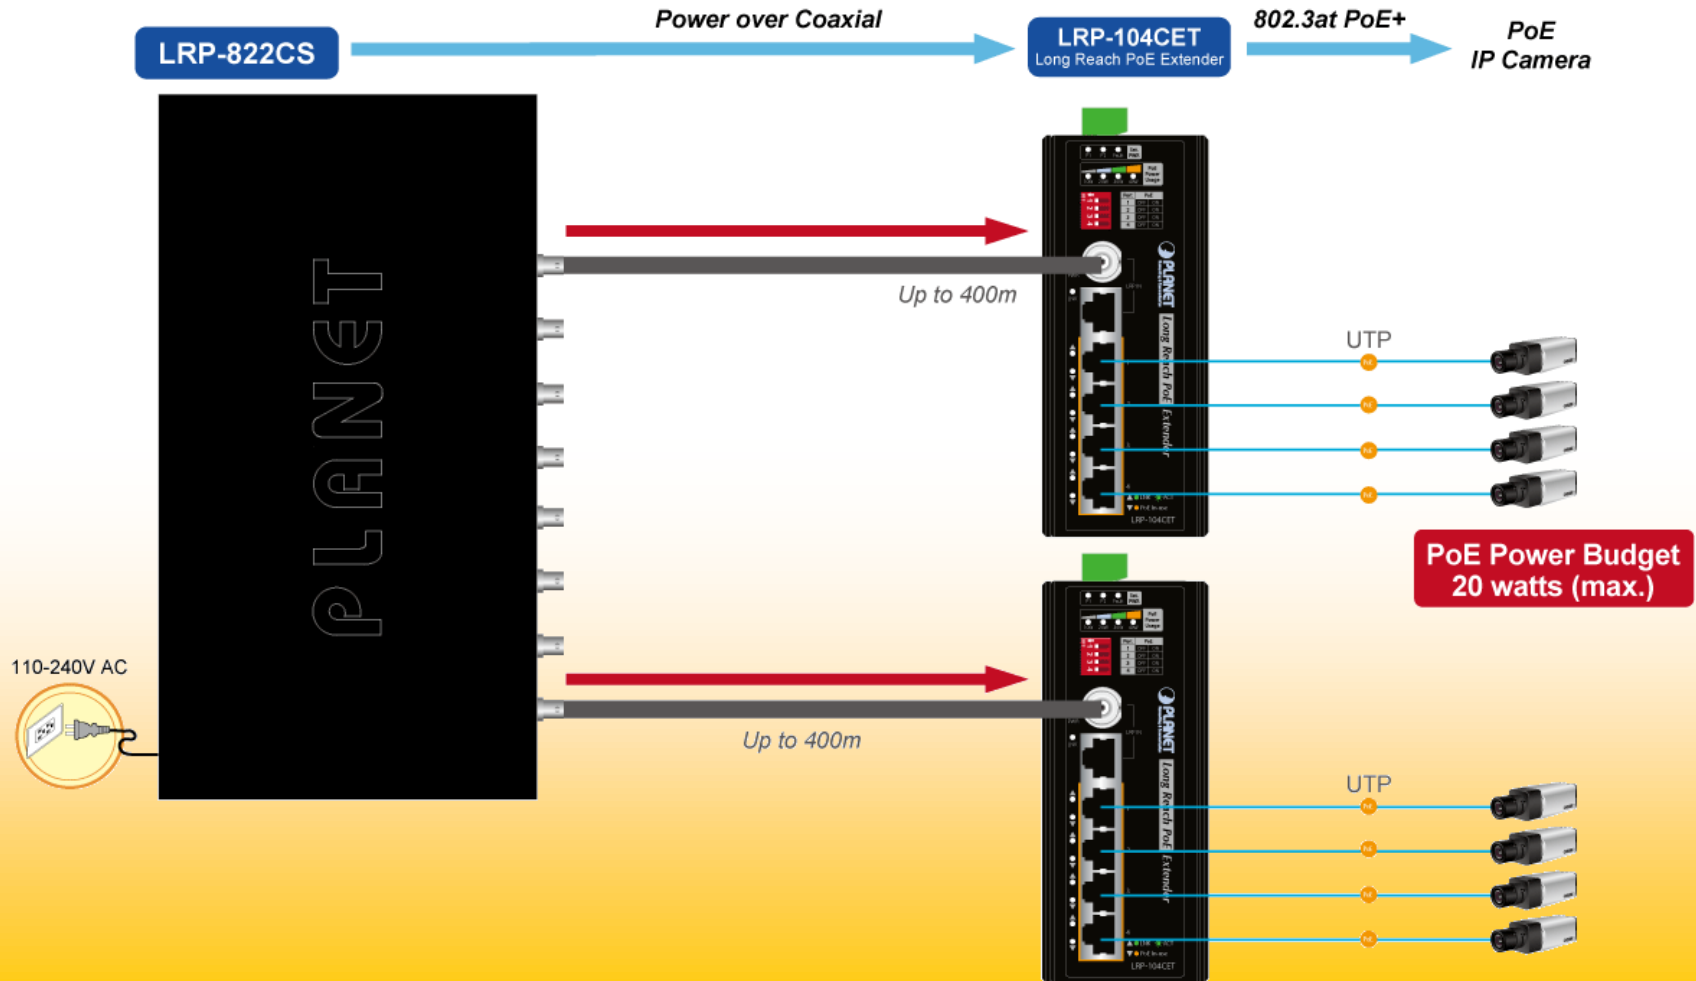 Power over Coaxial
802.3at PoE+
LRP-822CS
LRP-104CET
Long Reach PoE Extender
PoE
IP Camera
PLANET
PLANET
Long Reach PoE Extender
Up to 400m
UTP
LRP-104CET
PoE Power Budget
20 watts (max.)
110-240V AC
PLANET
Long Reach PoE Extender
Up to 400m
UTP
LRP-104CET